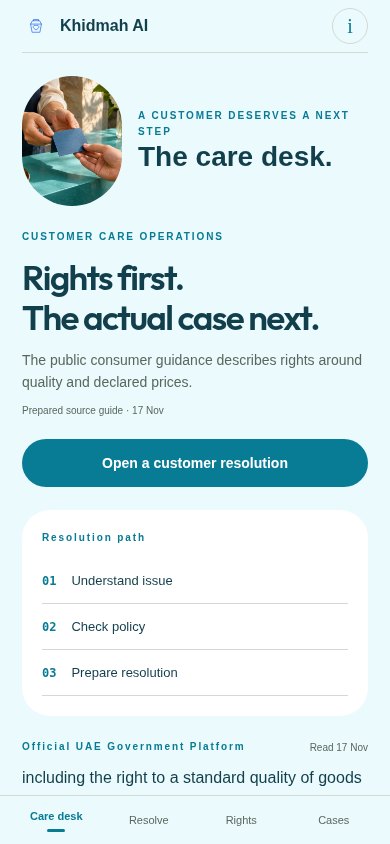 Khidmah AI
i
A CUSTOMER DESERVES A NEXT
STEP
The care desk.
CUSTOMER CARE OPERATIONS
Rights first.
The actual case next.
The public consumer guidance describes rights around
quality and declared prices.
Prepared source guide · 17 Nov
Open a customer resolution
Resolution path
01 Understand issue
02 Check policy
03 Prepare resolution
Official UAE Government Platform Read 17 Nov
including the right to a standard quality of goods
Care desk Resolve Rights Cases